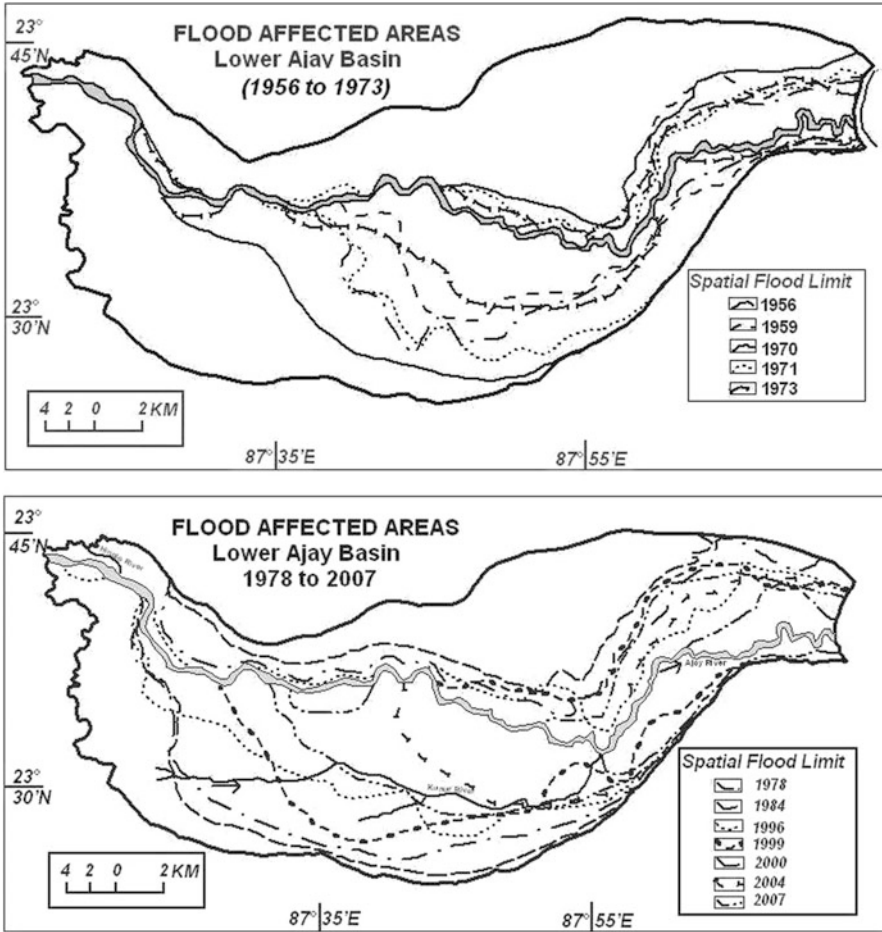 FLOOD AFFECTED AREAS
Lower Ajay Basin
(1956 to 1973)
23°
45'N
23°
30'N
Spatial Flood Limit
1956
1959
1970
1971
1973
4 2 0 2 KM
87° 35'E
87° 55'E
FLOOD AFFECTED AREAS
Lower Ajay Basin
1978 to 2007
23°
45'N
River
Ajay River
23°
30'N
Kunur River
Spatial Flood Limit
1978
1984
1996
1999
2000
2004
2007
4 2 0 2 KM
87° 35'E
87° 55'E